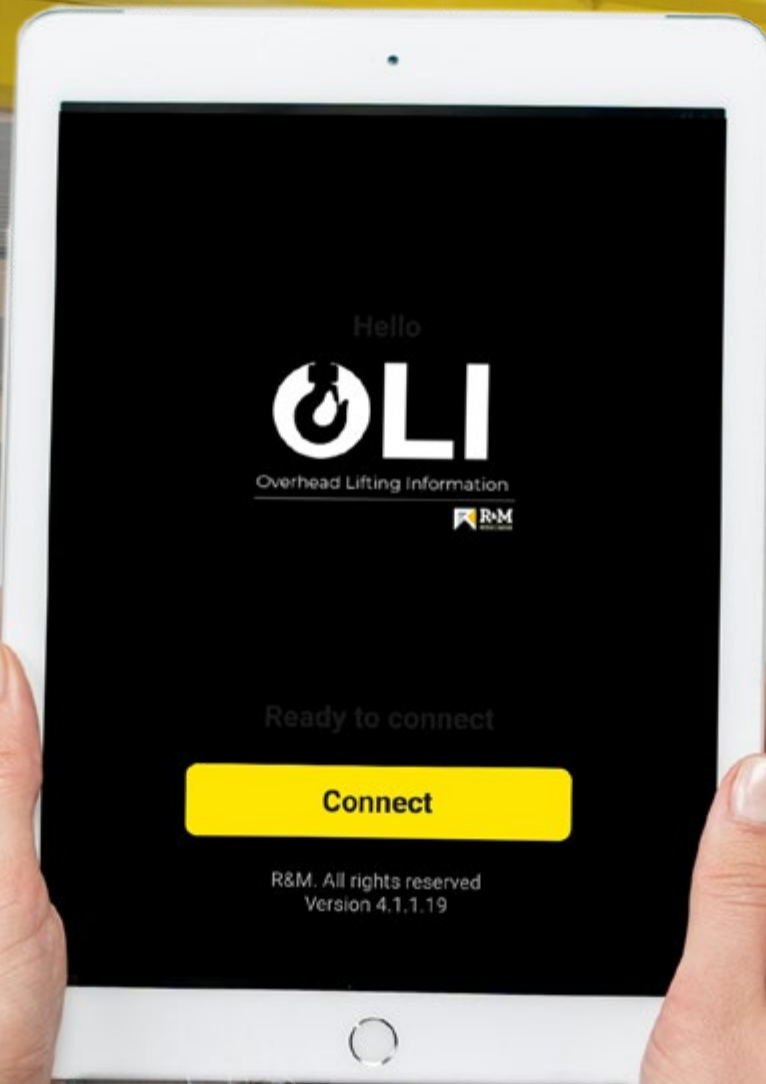 Hello
OLI
Overhead Lifting Information
R&M
Ready to connect
Connect
R&M. All rights reserved
Version 4.1.1.19